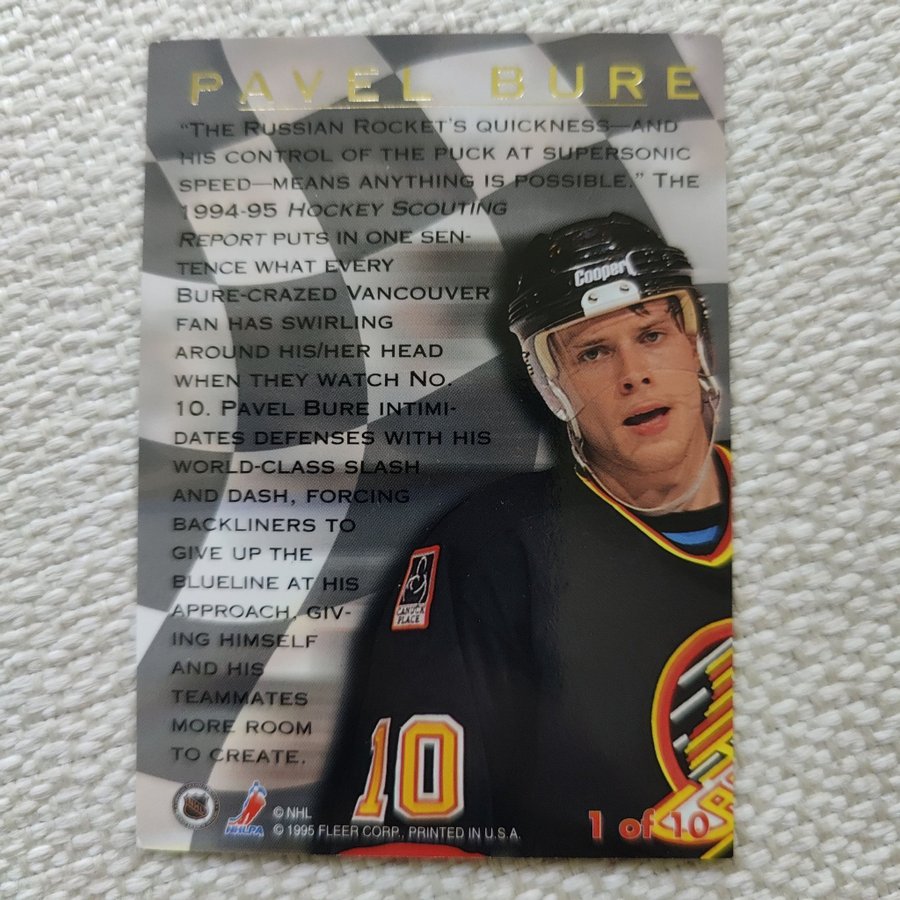 PAVEL BURE
"THE RUSSIAN ROCKET'S QUICKNESS—AND
HIS CONTROL OF THE PUCK AT SUPERSONIC
SPEED—MEANS ANYTHING IS POSSIBLE." THE
1994-95 HOCKEY SCOUTING
REPORT PUTS IN ONE SEN-
TENCE WHAT EVERY
BURE-CRAZED VANCOUVER
FAN HAS SWIRLING
AROUND HIS/HER HEAD
WHEN THEY WATCH NO.
10. PAVEL BURE INTIMI-
DATES DEFENSES WITH HIS
WORLD-CLASS SLASH
AND DASH, FORCING
BACKLINERS TO
GIVE UP THE
BLUELINE AT HIS
APPROACH, GIV-
ING HIMSELF
AND HIS
TEAMMATES
MORE ROOM
TO CREATE.
Cooper
CANUCK
PLACE
10
NHL
NHLPA
© NHL
© 1995 FLEER CORP., PRINTED IN U.S.A.
1 of 10